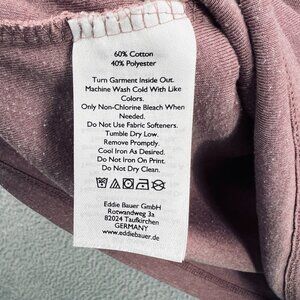 60% Cotton
40% Polyester
Turn Garment Inside Out.
Machine Wash Cold With Like
Colors.
Only Non-Chlorine Bleach When
Needed.
Do Not Use Fabric Softeners.
Tumble Dry Low.
Remove Promptly.
Cool Iron As Desired.
Do Not Iron On Print.
Do Not Dry Clean.
Eddie Bauer GmbH
Rotwandweg 3a
82024 Taufkirchen
GERMANY
www.eddiebauer.de